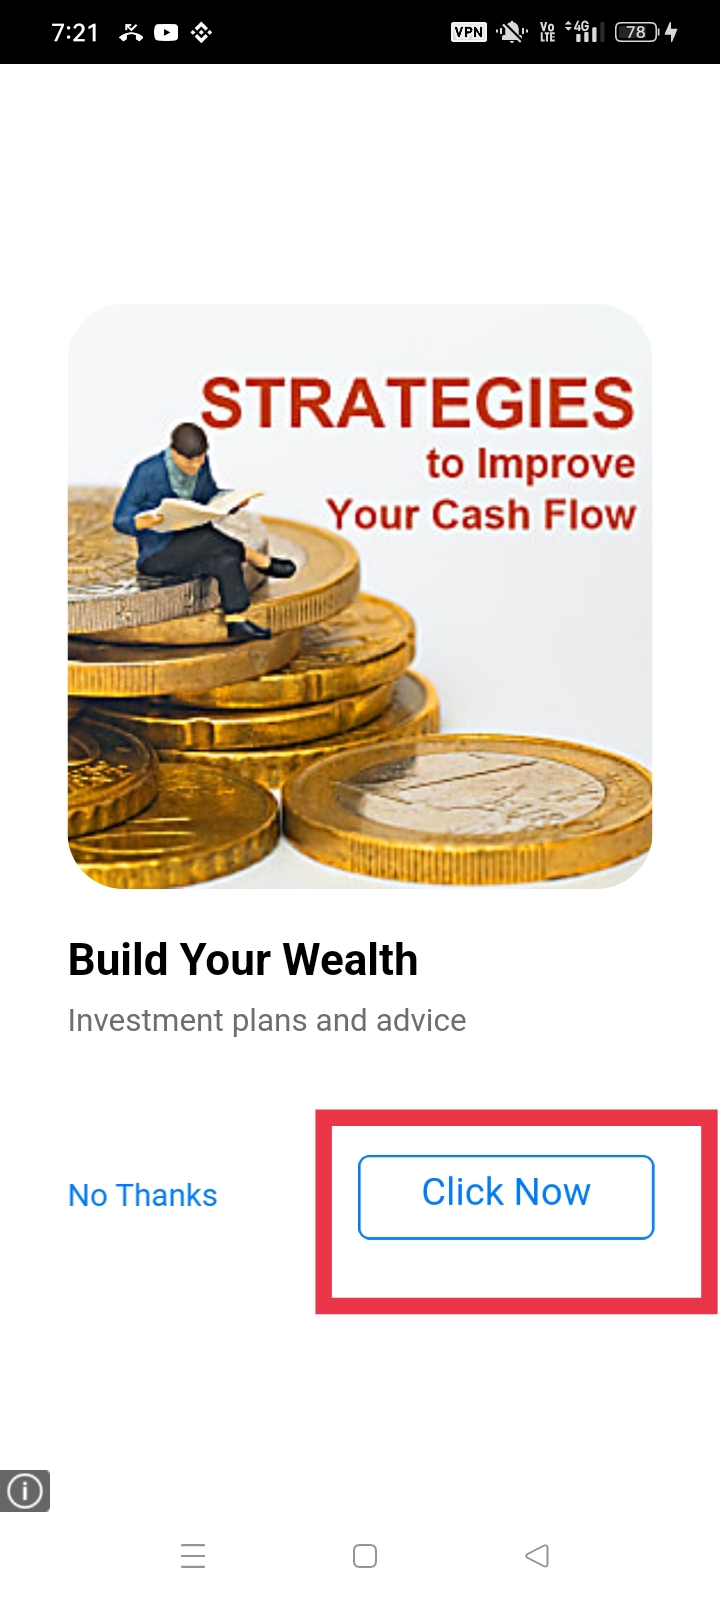 7:21 VPN Vo LTE 4G 78
STRATEGIES
to Improve
Your Cash Flow
Build Your Wealth
Investment plans and advice
No Thanks
Click Now